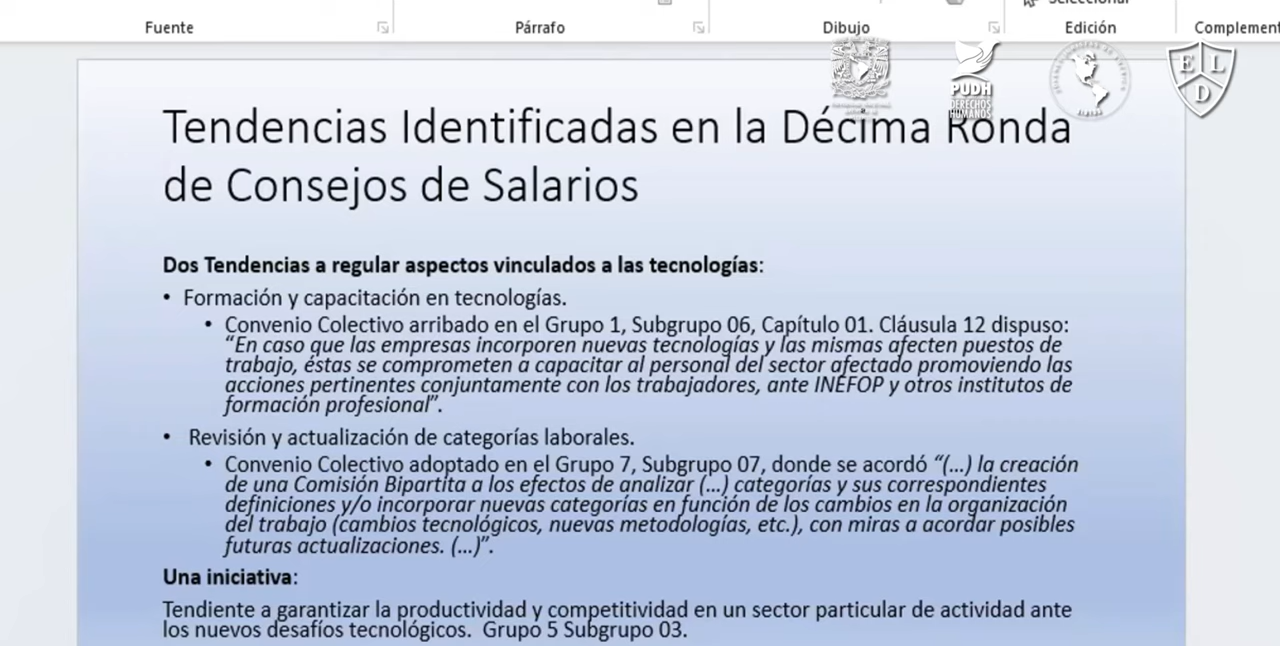 Seleccionar
Fuente
Párrafo
Dibujo
Edición
Complement
PUDH
DERECHOS
HUMANOS
E L
D
Tendencias Identificadas en la Décima Ronda
de Consejos de Salarios
Dos Tendencias a regular aspectos vinculados a las tecnologías:
• Formación y capacitación en tecnologías.
• Convenio Colectivo arribado en el Grupo 1, Subgrupo 06, Capítulo 01. Cláusula 12 dispuso:
“En caso que las empresas incorporen nuevas tecnologías y las mismas afecten puestos de
trabajo, éstas se comprometen a capacitar al personal del sector afectado promoviendo las
acciones pertinentes conjuntamente con los trabajadores, ante INEFOP y otros institutos de
formación profesional”.
• Revisión y actualización de categorías laborales.
• Convenio Colectivo adoptado en el Grupo 7, Subgrupo 07, donde se acordó “(…) la creación
de una Comisión Bipartita a los efectos de analizar (…) categorías y sus correspondientes
definiciones y/o incorporar nuevas categorías en función de los cambios en la organización
del trabajo (cambios tecnológicos, nuevas metodologías, etc.), con miras a acordar posibles
futuras actualizaciones. (…)”.
Una iniciativa:
Tendiente a garantizar la productividad y competitividad en un sector particular de actividad ante
los nuevos desafíos tecnológicos.  Grupo 5 Subgrupo 03.